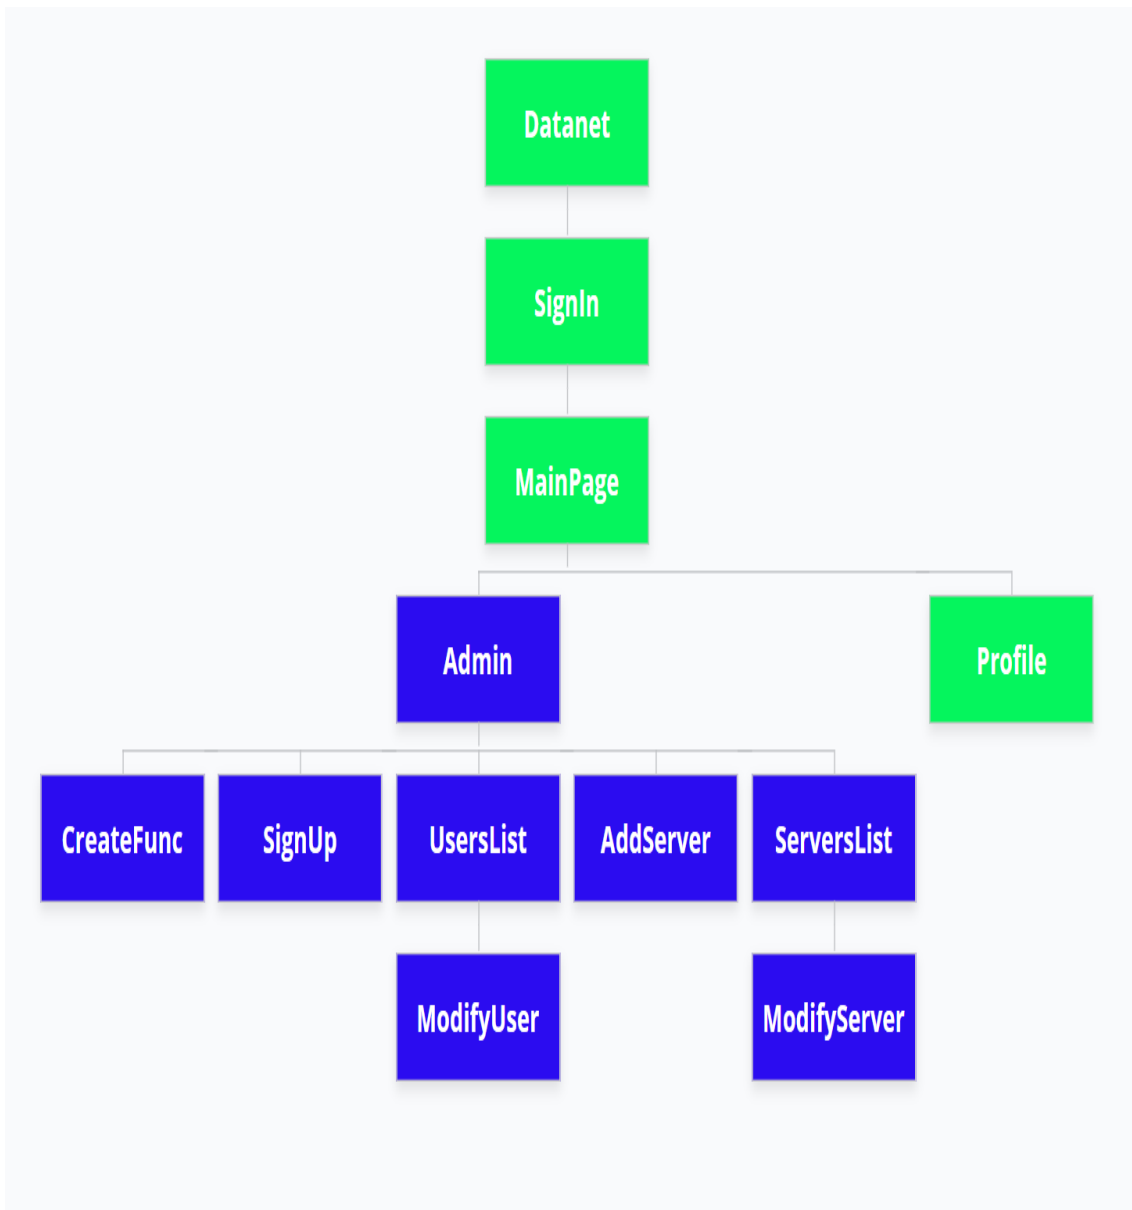 Datanet
SignIn
MainPage
Admin
Profile
CreateFunc
SignUp
UsersList
AddServer
ServersList
ModifyUser
ModifyServer